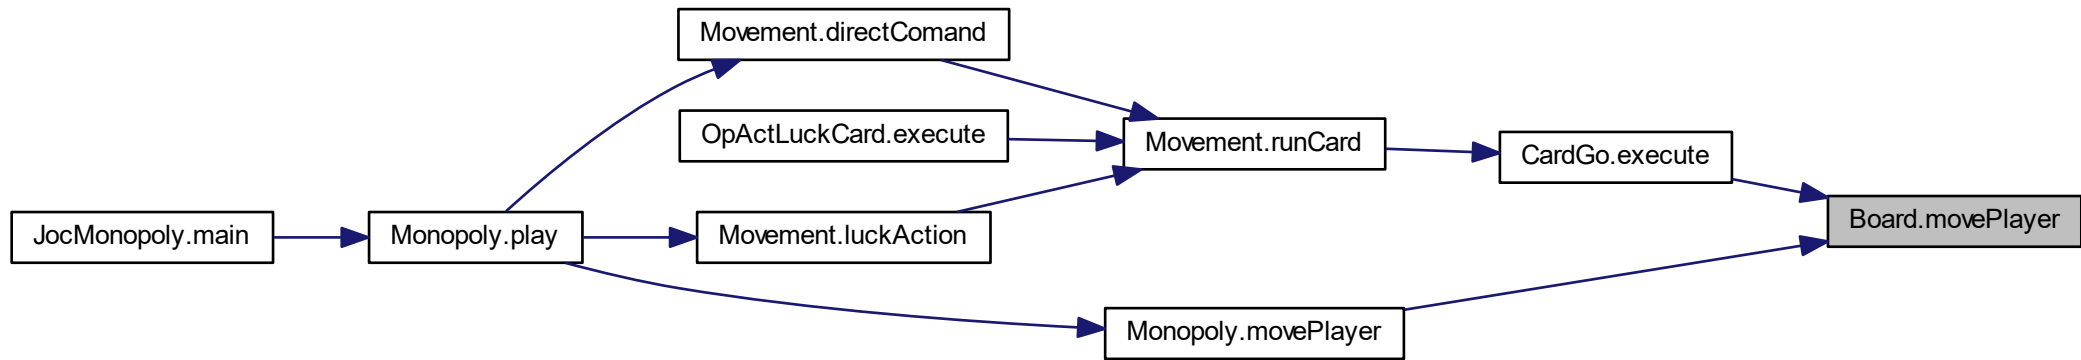 Movement.directComand
OpActLuckCard.execute
Movement.runCard
CardGo.execute
Board.movePlayer
JocMonopoly.main
Monopoly.play
Movement.luckAction
Monopoly.movePlayer